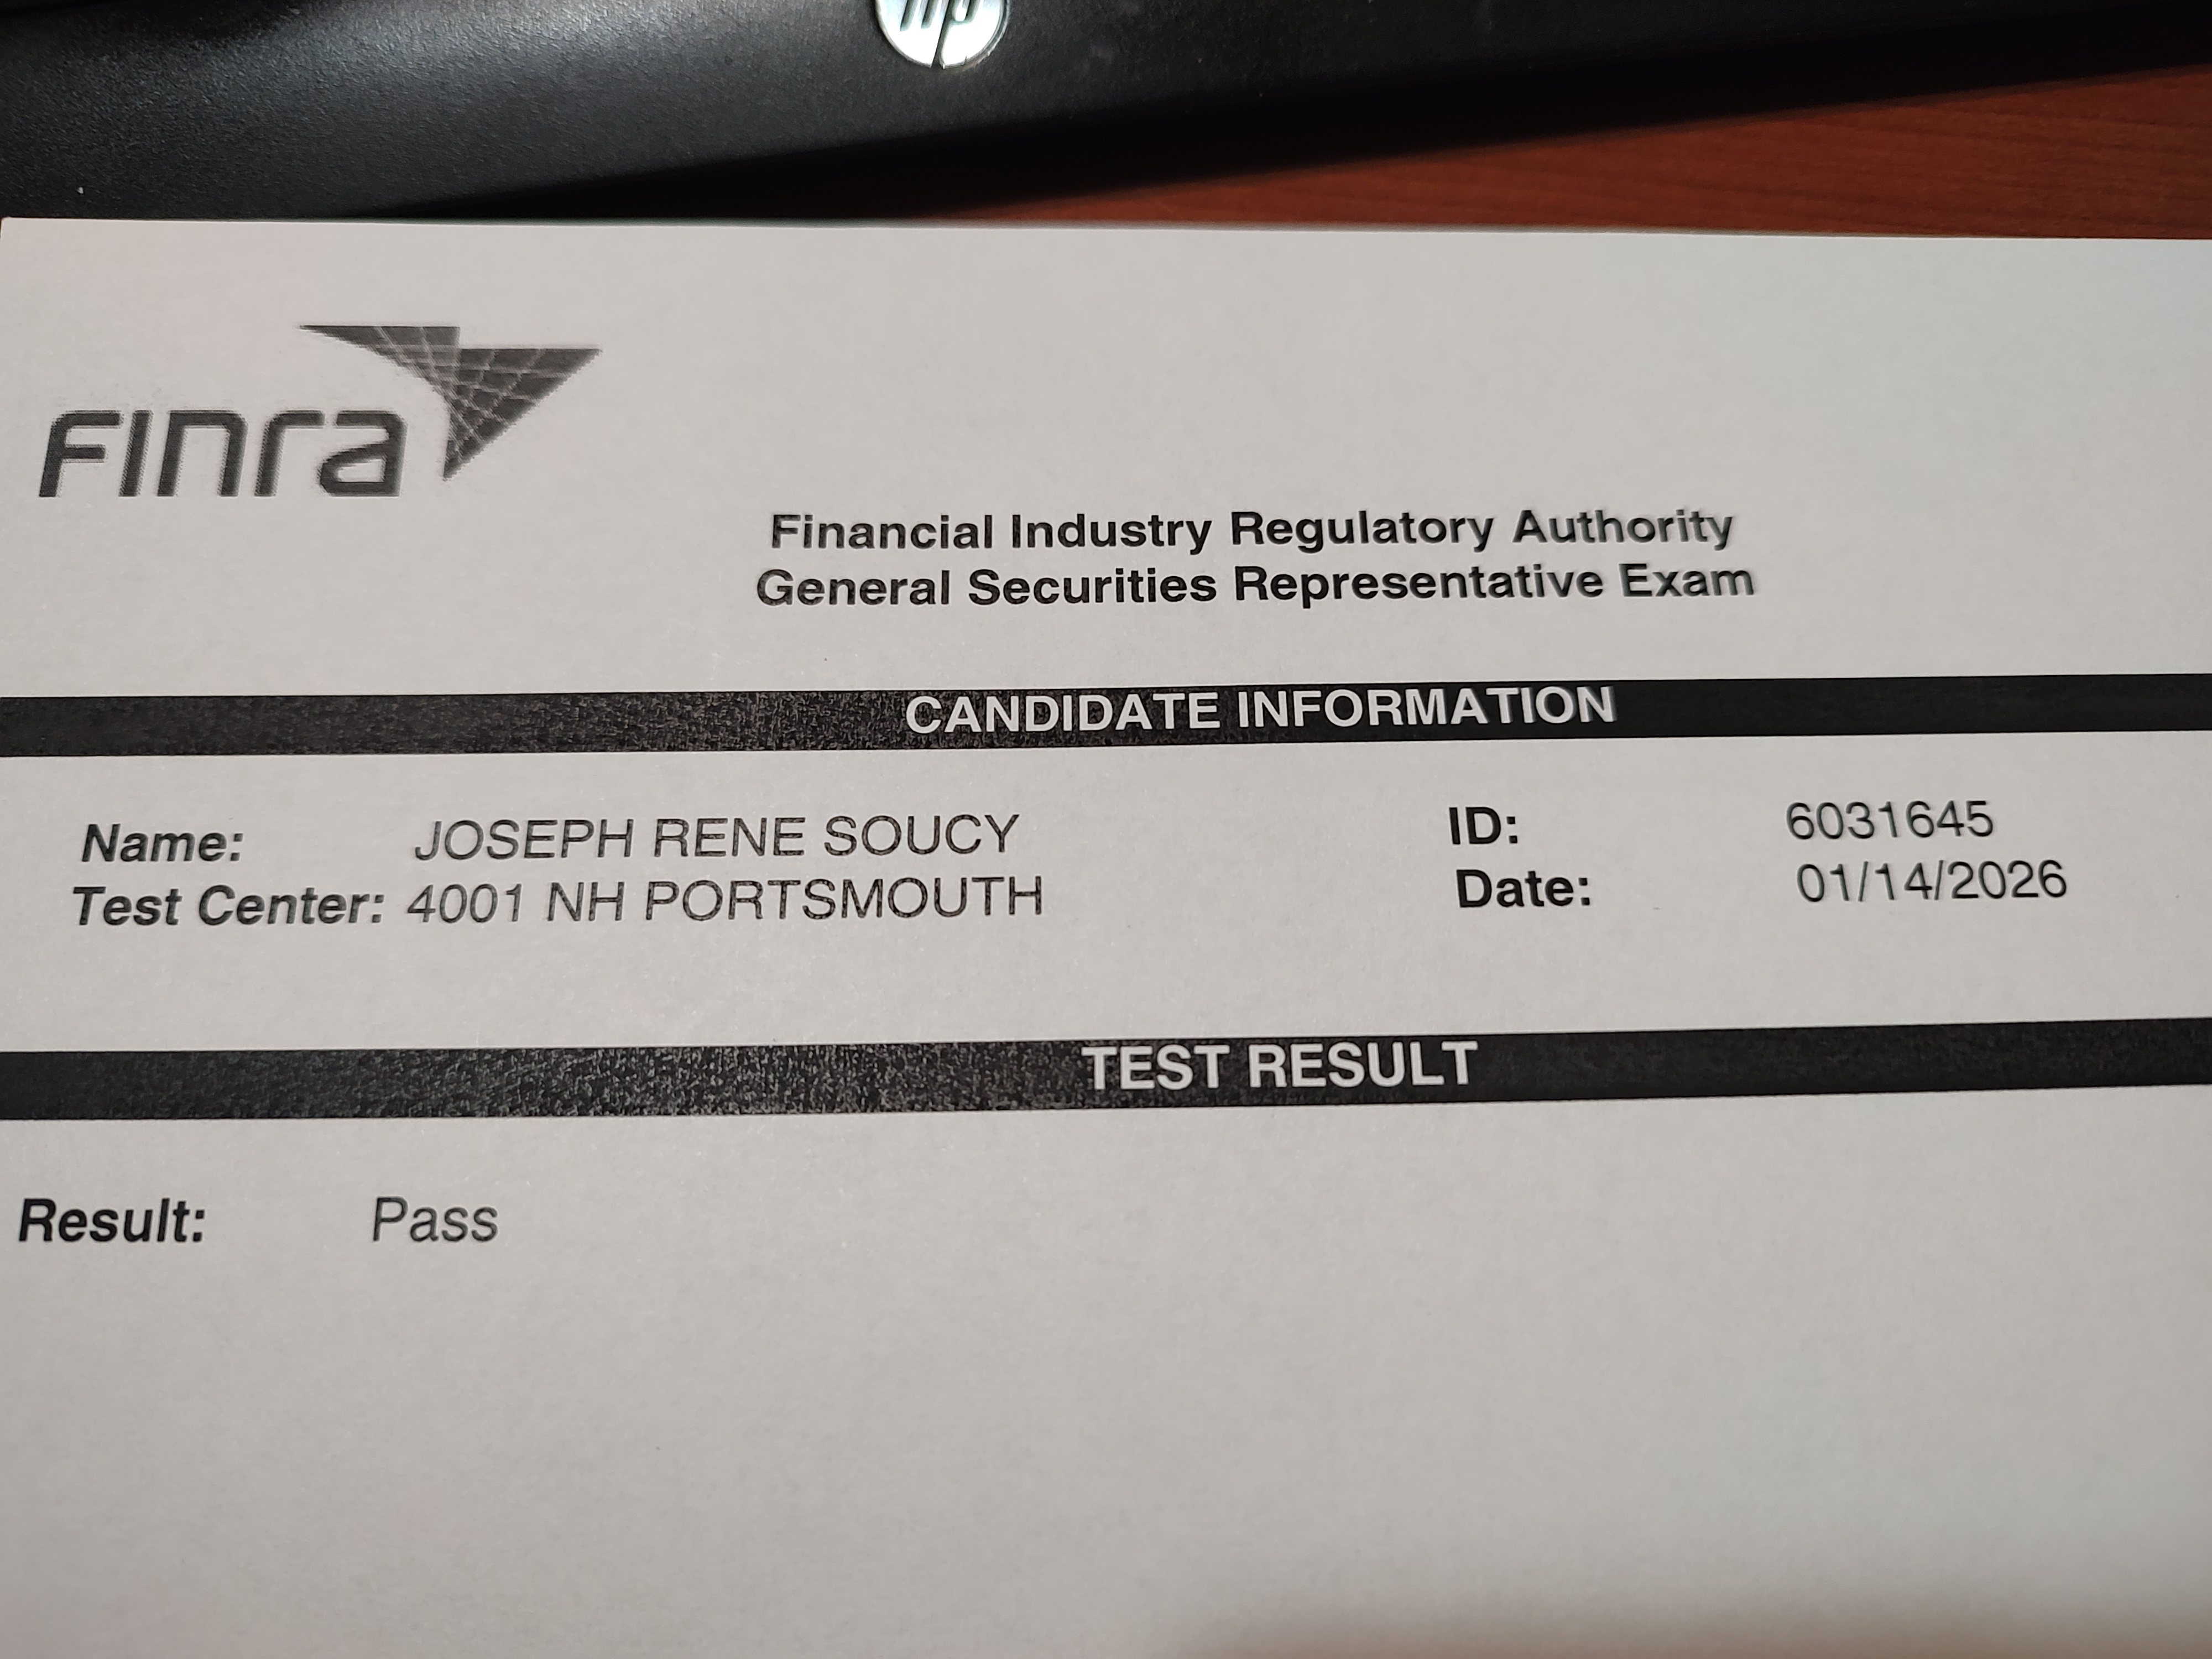 hp
FINRA
Financial Industry Regulatory Authority
General Securities Representative Exam
CANDIDATE INFORMATION
Name: JOSEPH RENE SOUCY ID: 6031645
Test Center: 4001 NH PORTSMOUTH Date: 01/14/2026
TEST RESULT
Result: Pass